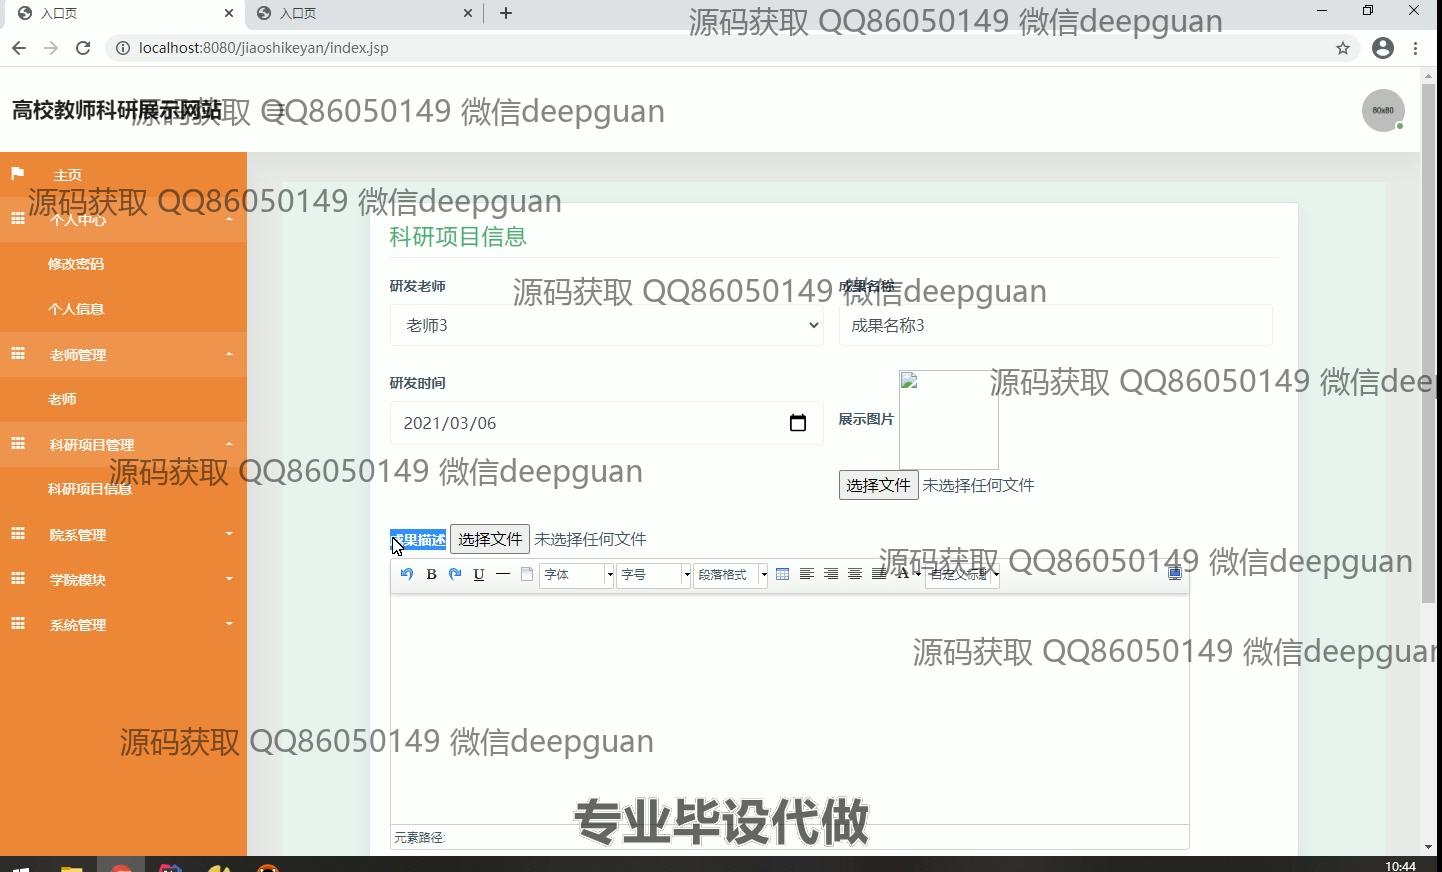 入口页
入口页
源码获取 QQ86050149 微信deepguan
localhost:8080/jiaoshikeyan/index.jsp
高校教师科研展示网站
源码获取 QQ86050149 微信deepguan
80x80
主页
源码获取 QQ86050149 微信deepguan
个人中心
科研项目信息
修改密码
研发老师
成果名称
源码获取 QQ86050149 微信deepguan
个人信息
老师3
成果名称3
老师管理
研发时间
源码获取 QQ86050149 微信deep
老师
2021/03/06
展示图片
科研项目管理
源码获取 QQ86050149 微信deepguan
科研项目信息
选择文件 未选择任何文件
院系管理
成果描述 选择文件 未选择任何文件
源码获取 QQ86050149 微信deepguan
学院模块
B U 字体 字号 段落格式 A 自定义标题
系统管理
源码获取 QQ86050149 微信deepguan
源码获取 QQ86050149 微信deepguan
专业毕设代做
元素路径:
10:44